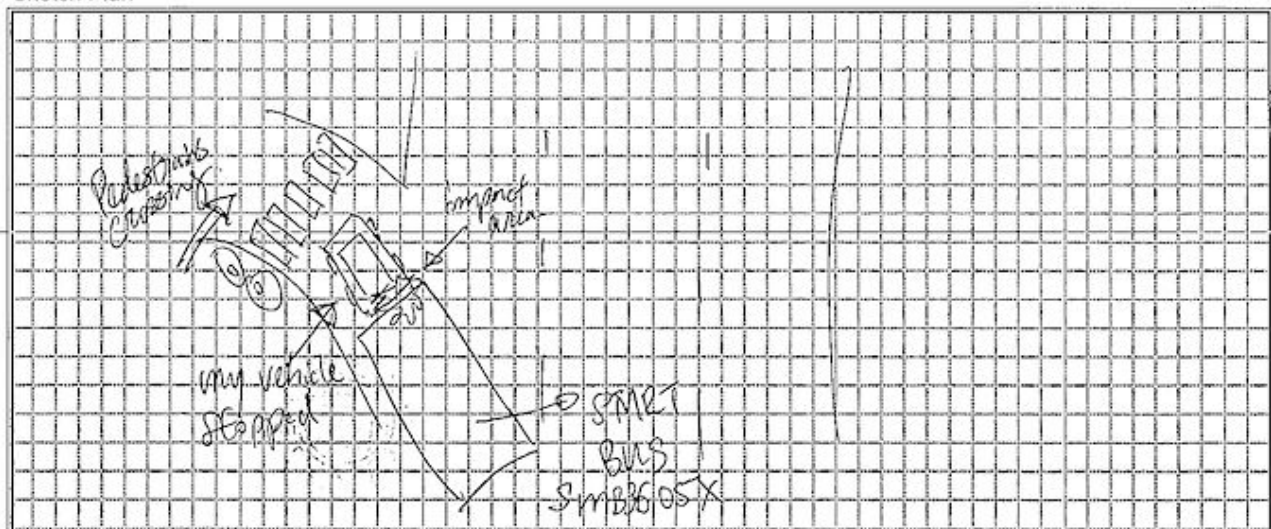 Pedestrians
Crossing
impact
area
my vehicle
stopped
SMRT
BUS
SMB3605X